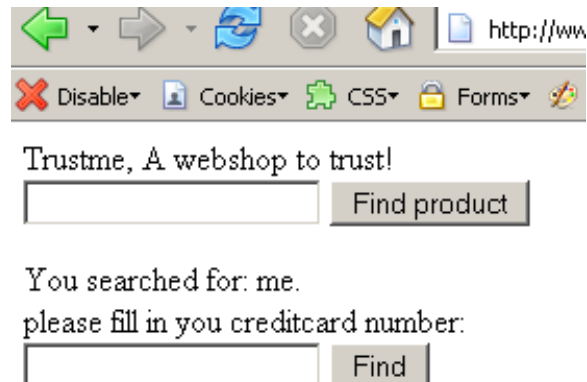 http://ww
Disable Cookies CSS Forms
Trustme, A webshop to trust!
Find product
You searched for: me.
please fill in you creditcard number:
Find